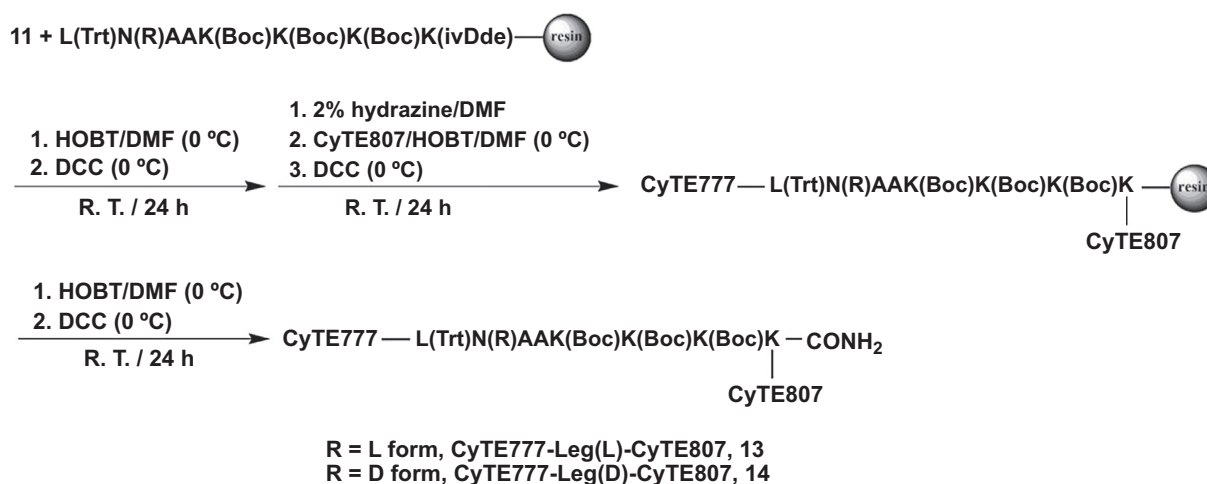 11 + L(Trt)N(R)AAK(Boc)K(Boc)K(Boc)K(ivDde)—resin
1. HOBT/DMF (0 ºC)
2. DCC (0 ºC)
R. T. / 24 h
1. 2% hydrazine/DMF
2. CyTE807/HOBT/DMF (0 ºC)
3. DCC (0 ºC)
R. T. / 24 h
CyTE777—L(Trt)N(R)AAK(Boc)K(Boc)K(Boc)K—resin
CyTE807
1. HOBT/DMF (0 ºC)
2. DCC (0 ºC)
R. T. / 24 h
CyTE777—L(Trt)N(R)AAK(Boc)K(Boc)K(Boc)K—CONH₂
CyTE807
R = L form, CyTE777-Leg(L)-CyTE807, 13
R = D form, CyTE777-Leg(D)-CyTE807, 14